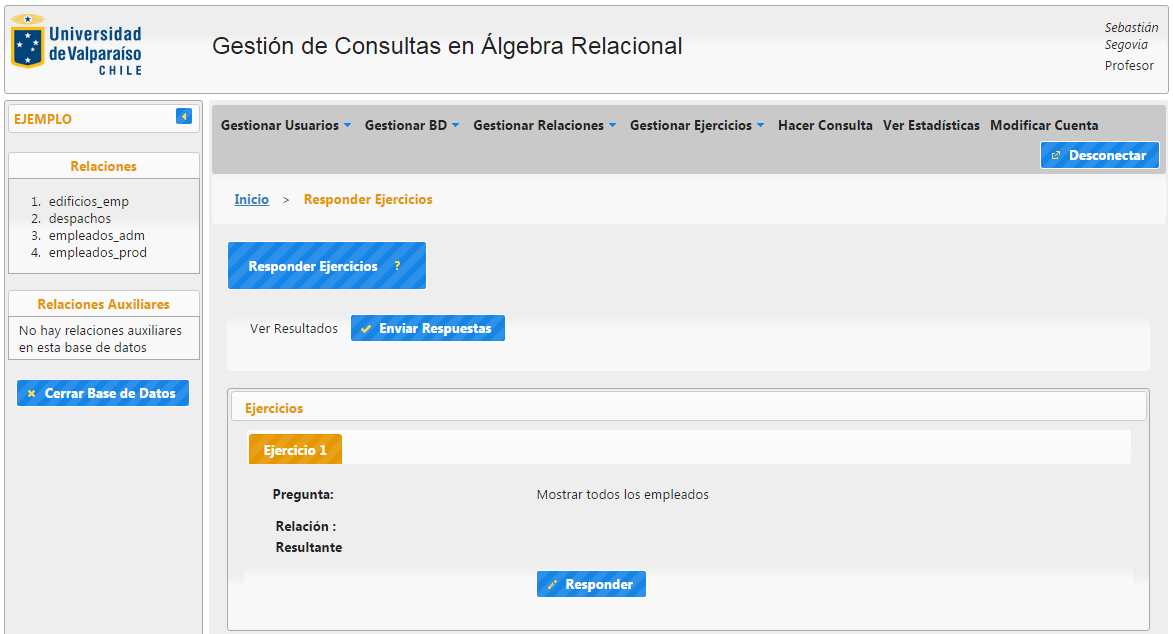 Universidad
de Valparaíso
CHILE
Gestión de Consultas en Álgebra Relacional
Sebastián
Segovia
Profesor
EJEMPLO
Relaciones
1. edificios_emp
2. despachos
3. empleados_adm
4. empleados_prod
Relaciones Auxiliares
No hay relaciones auxiliares
en esta base de datos
Cerrar Base de Datos
Gestionar Usuarios Gestionar BD Gestionar Relaciones Gestionar Ejercicios Hacer Consulta Ver Estadísticas Modificar Cuenta
Desconectar
Inicio > Responder Ejercicios
Responder Ejercicios ?
Ver Resultados Enviar Respuestas
Ejercicios
Ejercicio 1
Pregunta: Mostrar todos los empleados
Relación :
Resultante
Responder